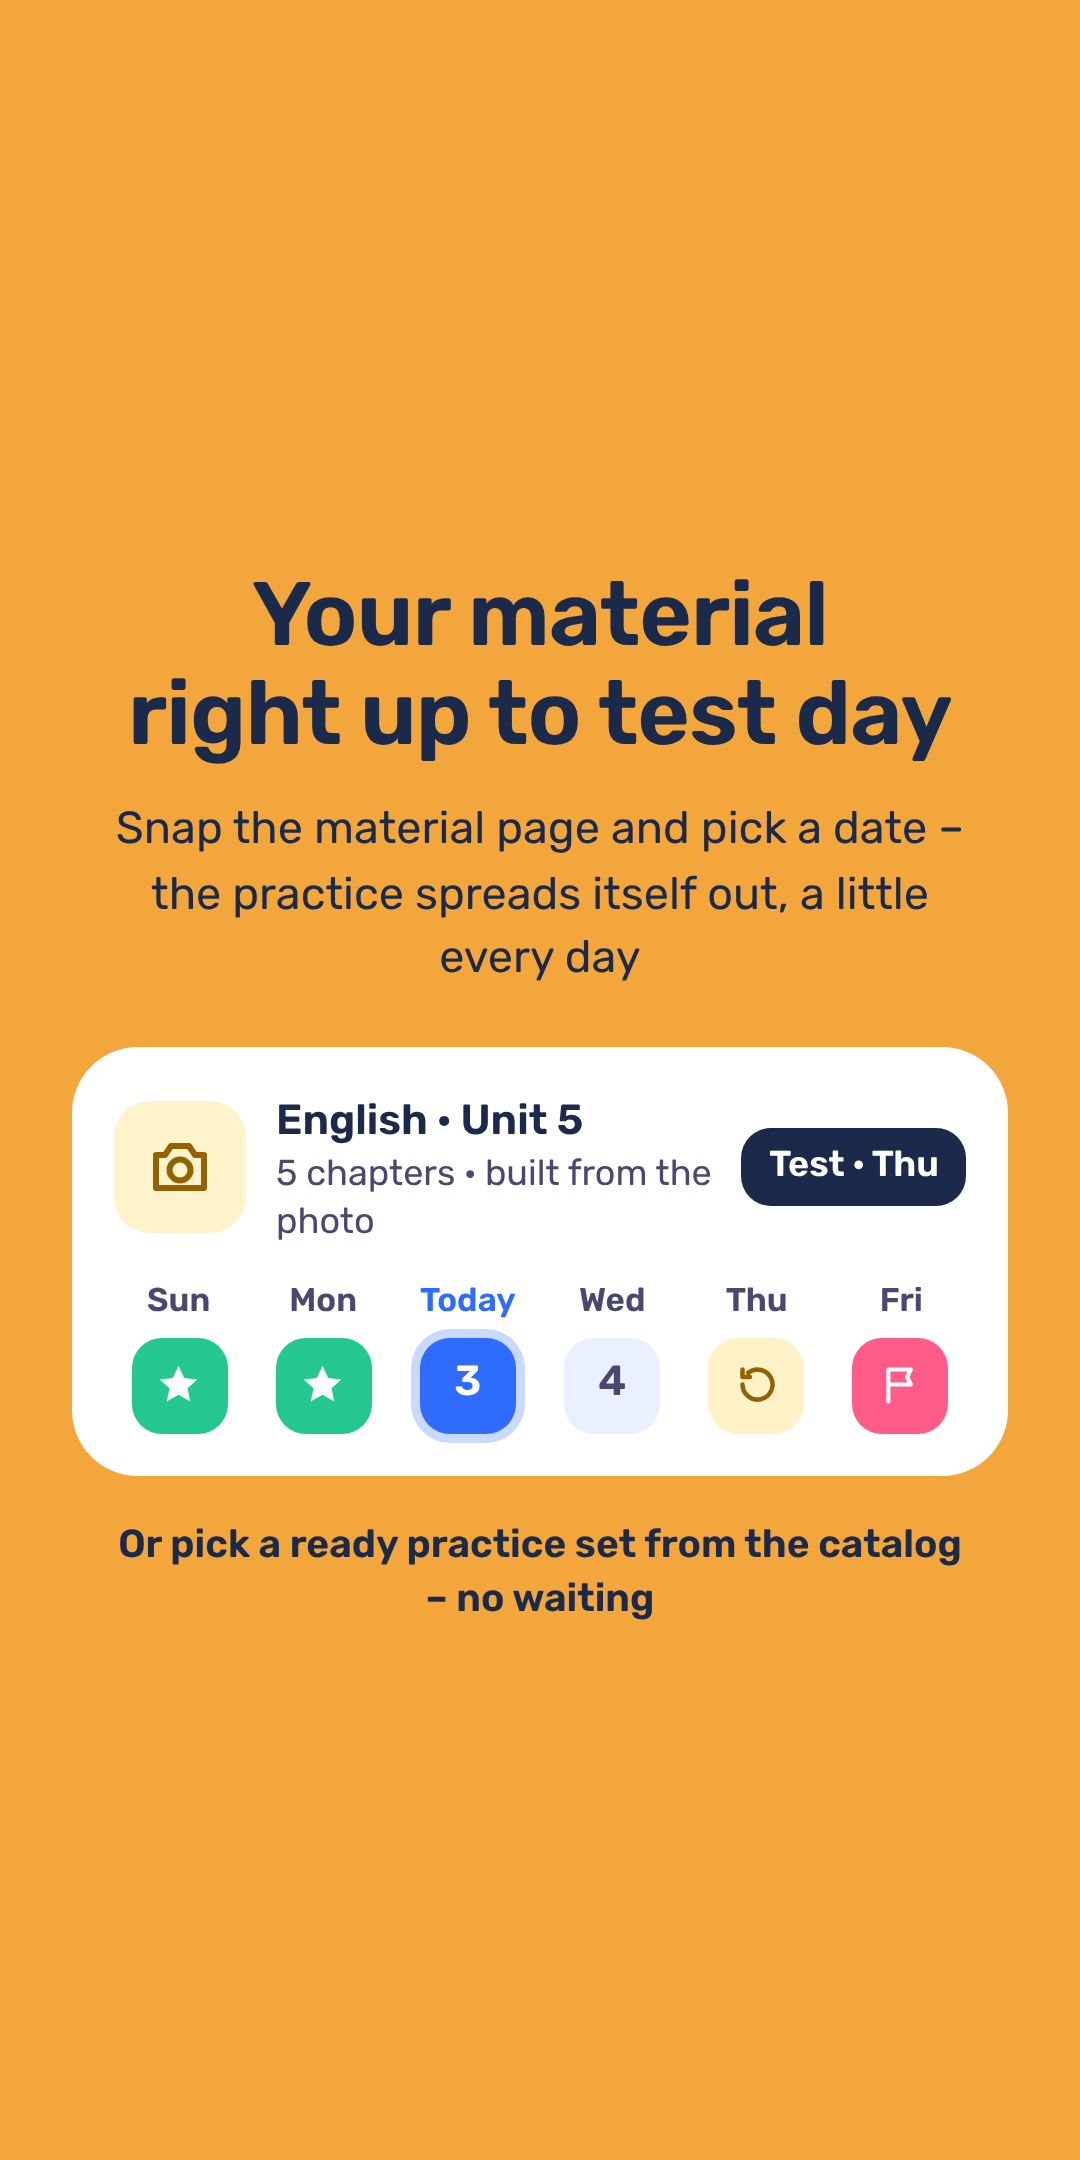 Your material
right up to test day
Snap the material page and pick a date –
the practice spreads itself out, a little
every day
English • Unit 5
5 chapters • built from the
photo
Test • Thu
Sun Mon Today Wed Thu Fri
3 4
Or pick a ready practice set from the catalog
– no waiting